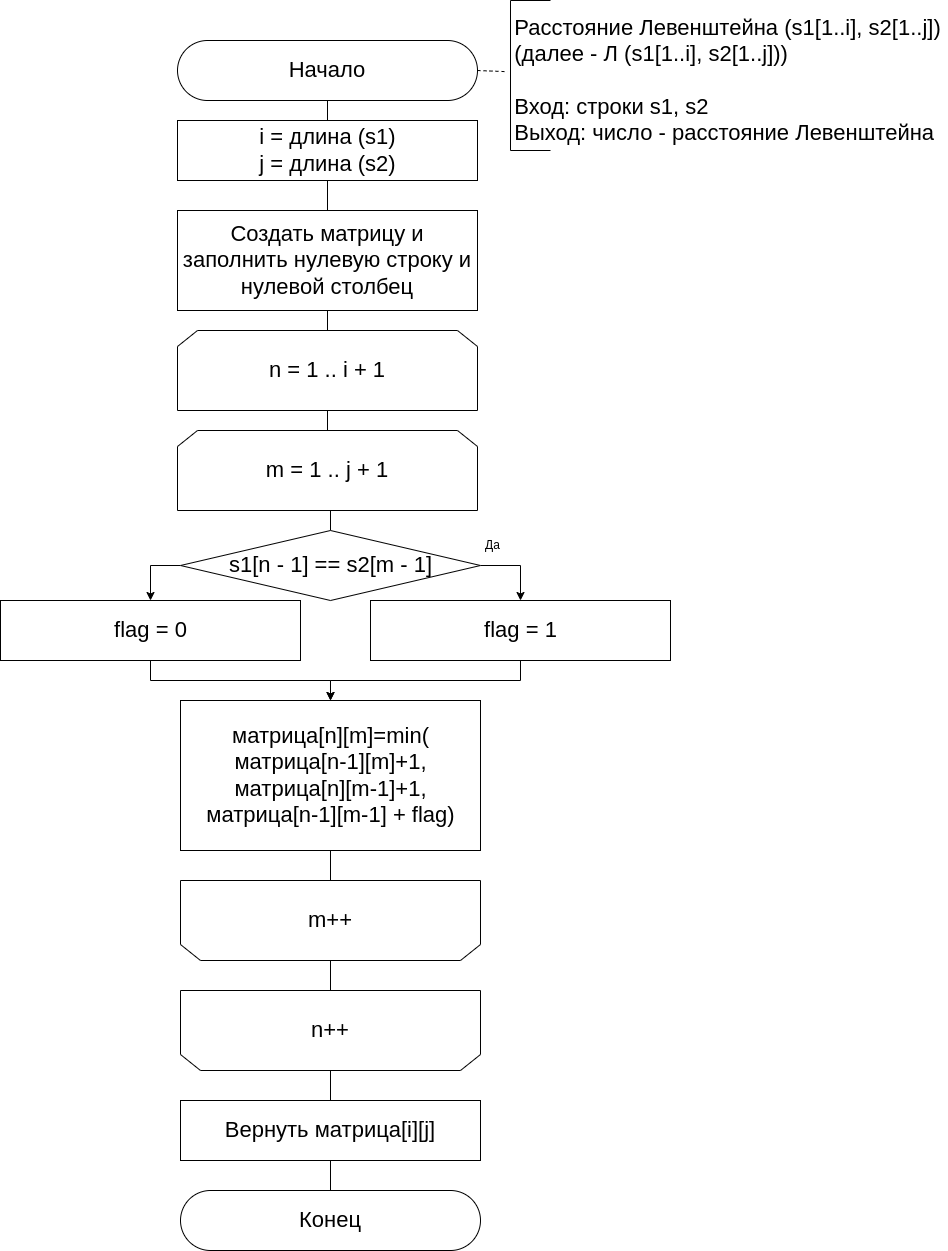 Расстояние Левенштейна (s1[1..i], s2[1..j])
(далее - Л (s1[1..i], s2[1..j]))
Вход: строки s1, s2
Выход: число - расстояние Левенштейна
Начало
i = длина (s1)
j = длина (s2)
Создать матрицу и
заполнить нулевую строку и
нулевой столбец
n = 1 .. i + 1
m = 1 .. j + 1
s1[n - 1] == s2[m - 1]
Да
flag = 0
flag = 1
матрица[n][m]=min(
матрица[n-1][m]+1,
матрица[n][m-1]+1,
матрица[n-1][m-1] + flag)
m++
n++
Вернуть матрица[i][j]
Конец